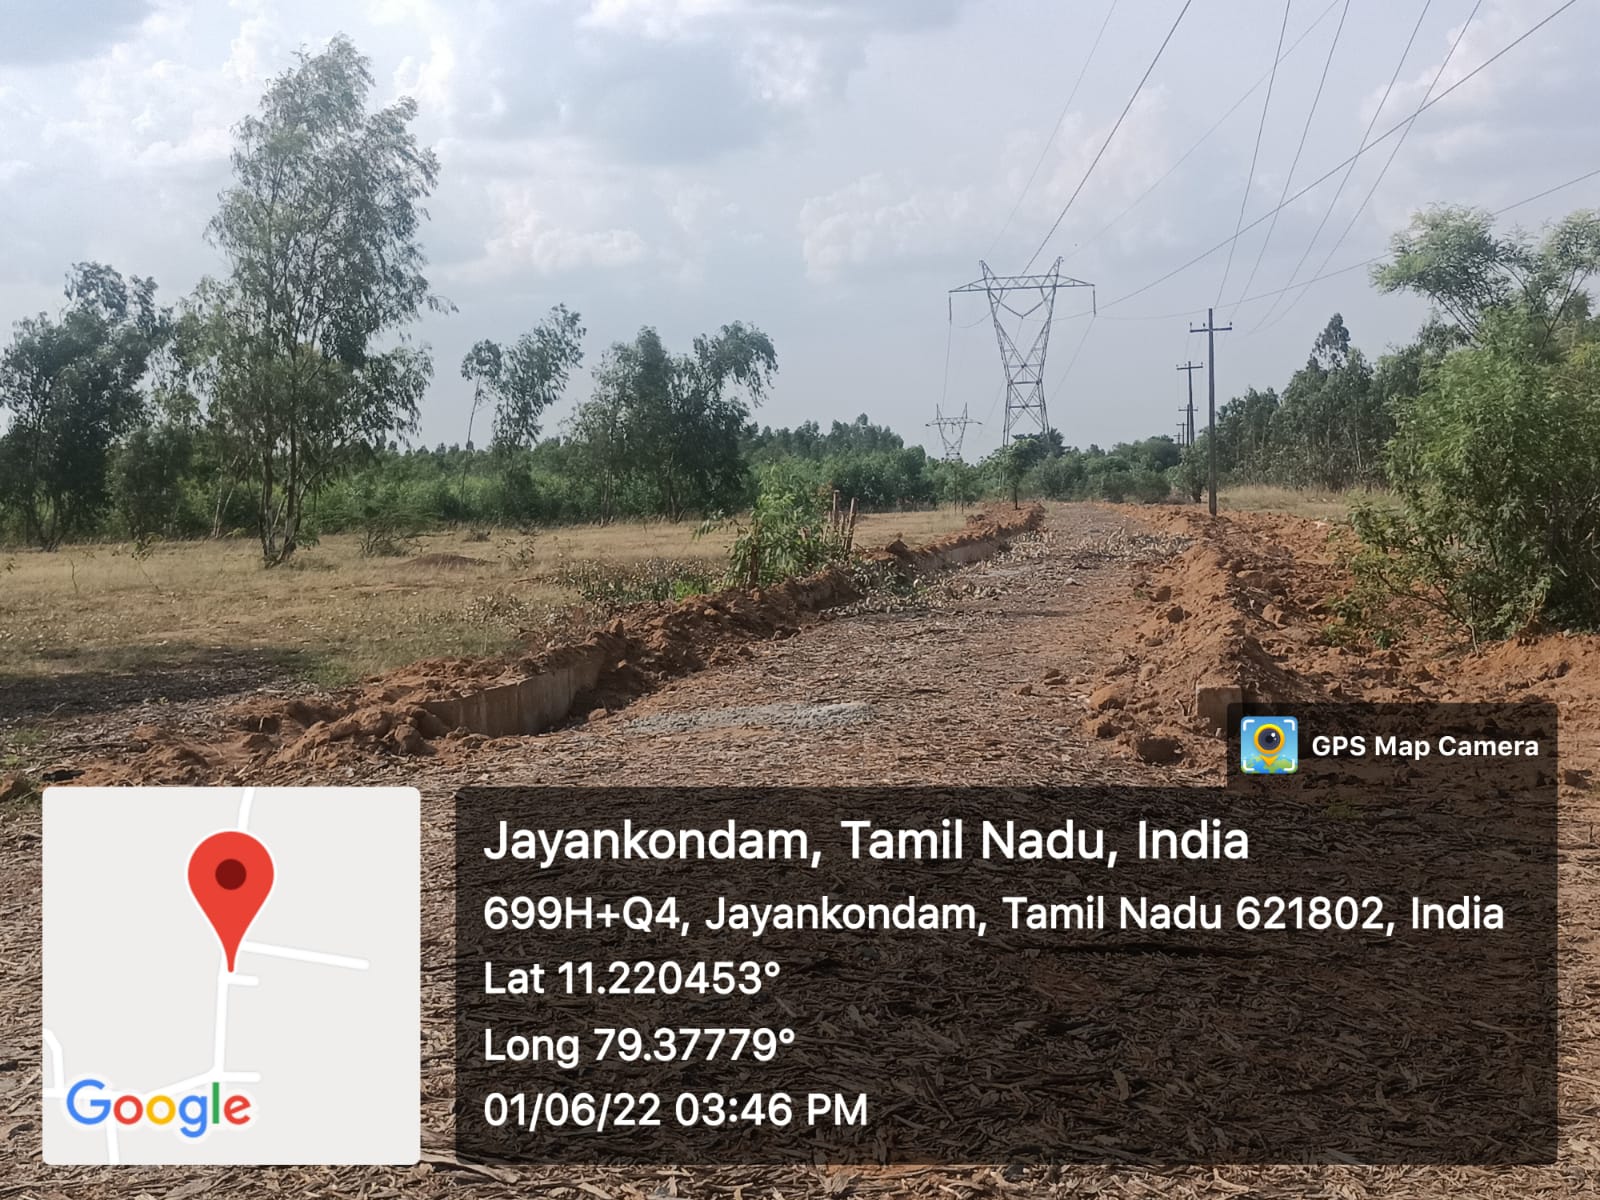 GPS Map Camera
Jayankondam, Tamil Nadu, India
699H+Q4, Jayankondam, Tamil Nadu 621802, India
Lat 11.220453°
Long 79.37779°
01/06/22 03:46 PM
Google